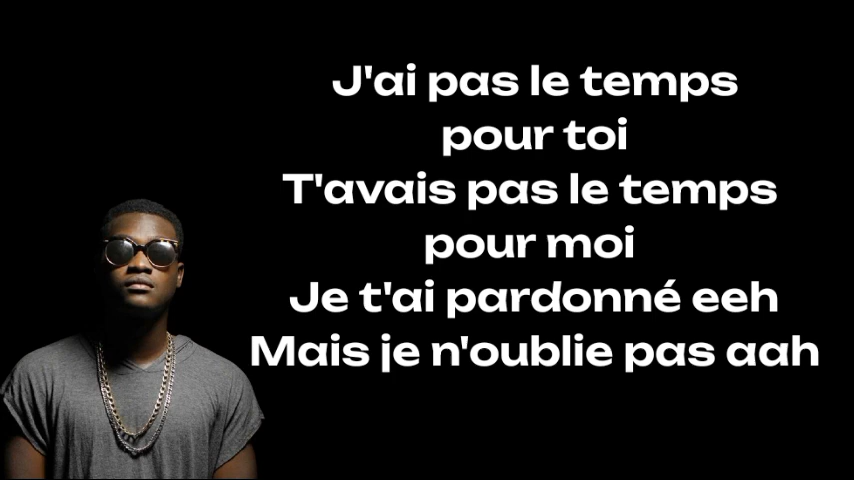 J'ai pas le temps
pour toi
T'avais pas le temps
pour moi
Je t'ai pardonné eeh
Mais je n'oublie pas aah